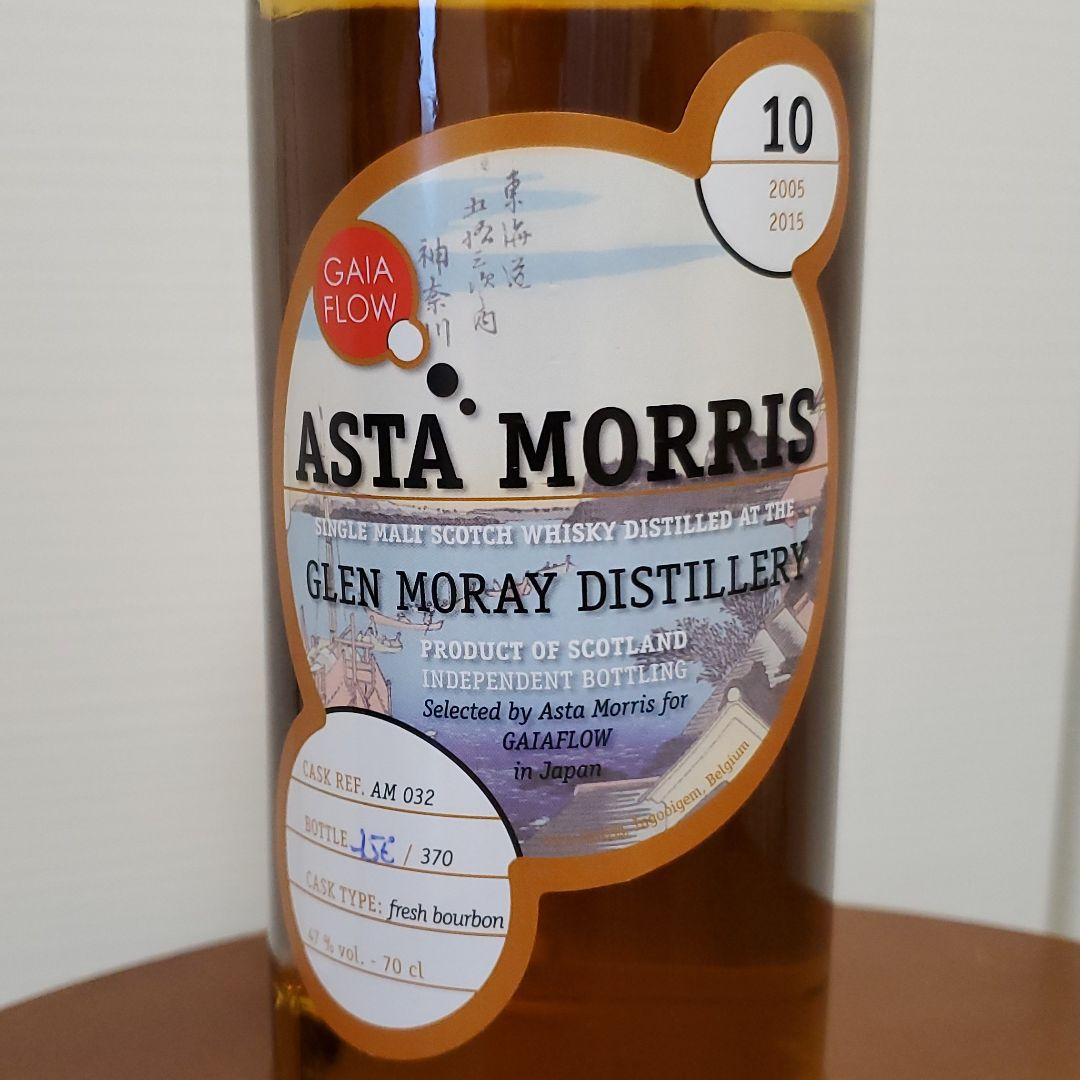 10
2005
2015
東海道
五拾三次内
神奈川
GAIA
FLOW
ASTA MORRIS
SINGLE MALT SCOTCH WHISKY DISTILLED AT THE
GLEN MORAY DISTILLERY
PRODUCT OF SCOTLAND
INDEPENDENT BOTTLING
Selected by Asta Morris for
GAIAFLOW
in Japan
Ingooigem, Belgium
CASK REF. AM 032
BOTTLE / 370
CASK TYPE: fresh bourbon
47 % vol. - 70 cl